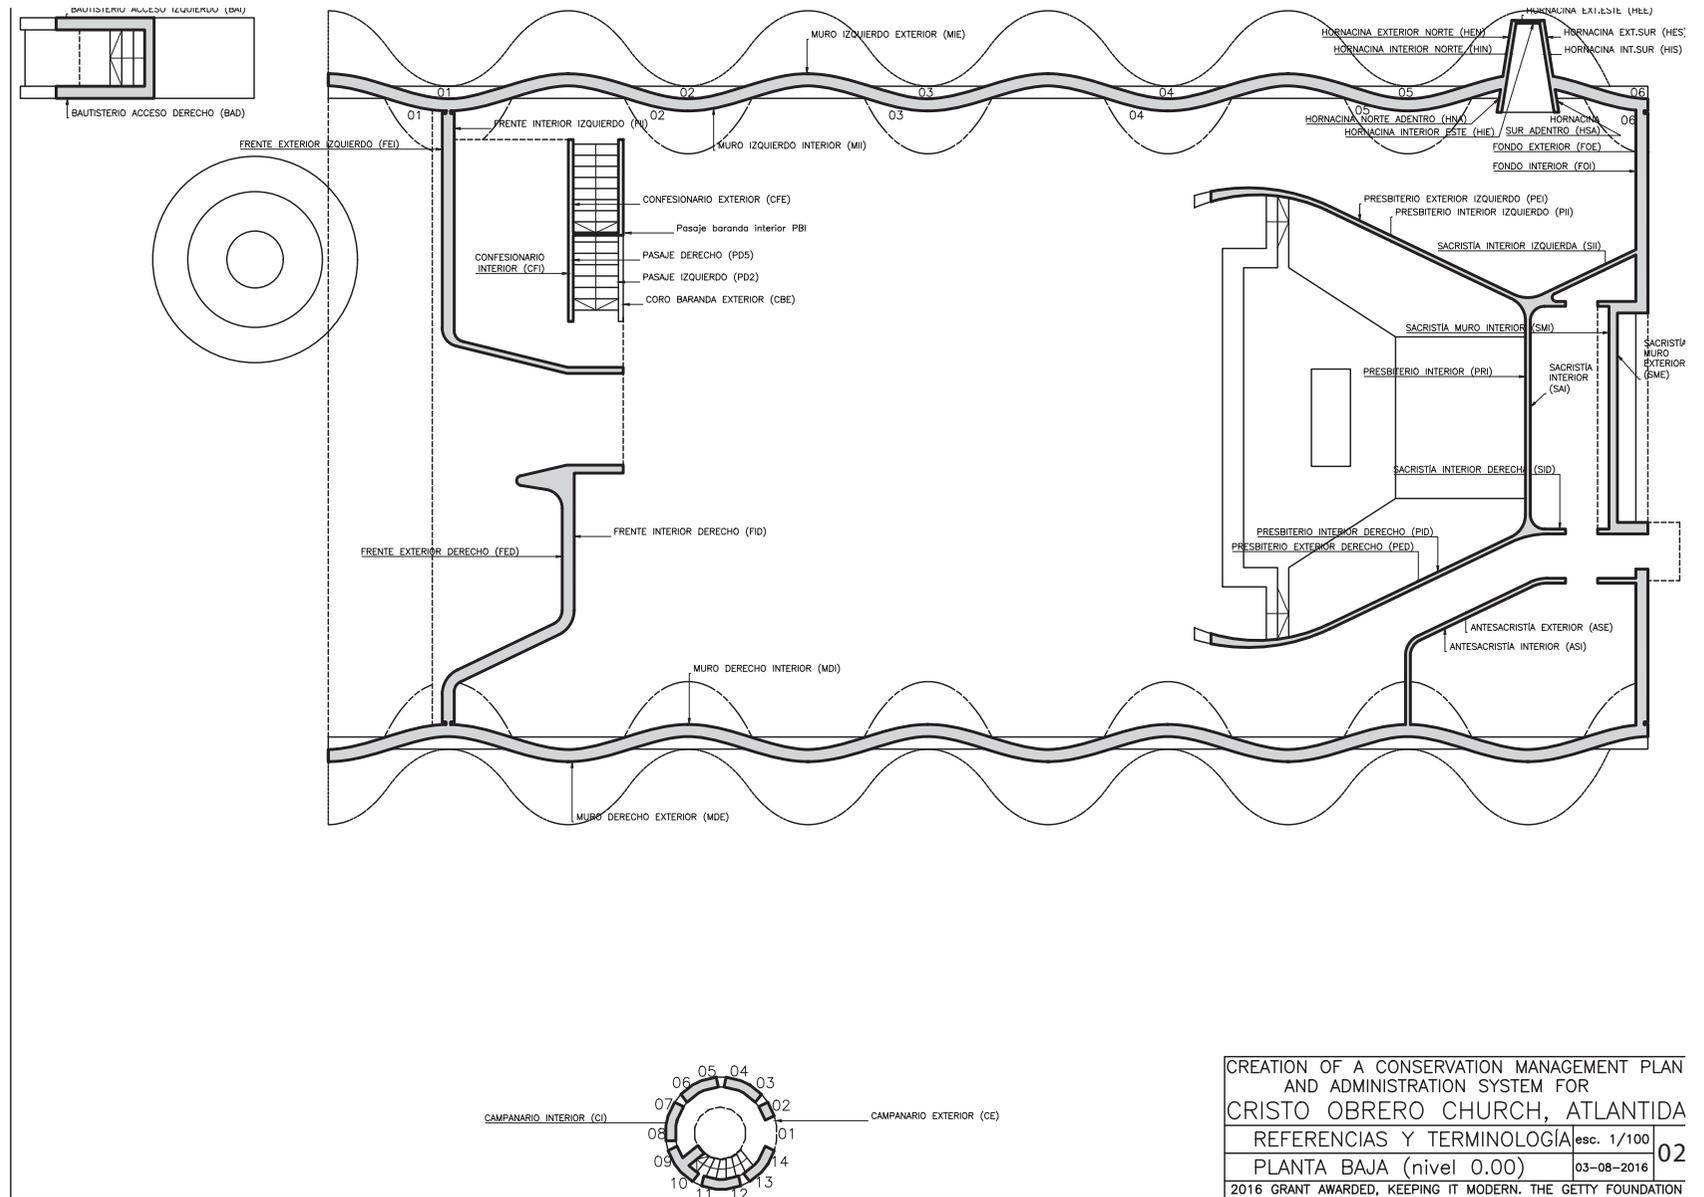 BAUTISTERIO ACCESO IZQUIERDO (BAI)
BAUTISTERIO ACCESO DERECHO (BAD)
MURO IZQUIERDO EXTERIOR (MIE)
HORNACINA EXT.ESTE (HEE)
HORNACINA EXTERIOR NORTE (HEN)
HORNACINA EXT.SUR (HES)
HORNACINA INTERIOR NORTE (HIN)
HORNACINA INT.SUR (HIS)
01
02
03
04
05
06
01
02
03
04
05
06
HORNACINA NORTE ADENTRO (HNA)
HORNACINA
SUR ADENTRO (HSA)
HORNACINA INTERIOR ESTE (HIE)
FRENTE INTERIOR IZQUIERDO (FII)
FRENTE EXTERIOR IZQUIERDO (FEI)
MURO IZQUIERDO INTERIOR (MII)
FONDO EXTERIOR (FOE)
FONDO INTERIOR (FOI)
CONFESIONARIO EXTERIOR (CFE)
Pasaje baranda interior PBI
CONFESIONARIO
INTERIOR (CFI)
PASAJE DERECHO (PD5)
PASAJE IZQUIERDO (PD2)
CORO BARANDA EXTERIOR (CBE)
PRESBITERIO EXTERIOR IZQUIERDO (PEI)
PRESBITERIO INTERIOR IZQUIERDO (PII)
SACRISTÍA INTERIOR IZQUIERDA (SII)
SACRISTÍA MURO INTERIOR (SMI)
SACRISTÍA
MURO
EXTERIOR
(SME)
PRESBITERIO INTERIOR (PRI)
SACRISTÍA
INTERIOR
(SAI)
SACRISTÍA INTERIOR DERECHA (SID)
FRENTE INTERIOR DERECHO (FID)
FRENTE EXTERIOR DERECHO (FED)
PRESBITERIO INTERIOR DERECHO (PID)
PRESBITERIO EXTERIOR DERECHO (PED)
ANTESACRISTÍA EXTERIOR (ASE)
ANTESACRISTÍA INTERIOR (ASI)
MURO DERECHO INTERIOR (MDI)
MURO DERECHO EXTERIOR (MDE)
CAMPANARIO INTERIOR (CI)
CAMPANARIO EXTERIOR (CE)
01
02
03
04
05
06
07
08
09
10
11
12
13
14
CREATION OF A CONSERVATION MANAGEMENT PLAN
AND ADMINISTRATION SYSTEM FOR
CRISTO OBRERO CHURCH, ATLANTIDA
REFERENCIAS Y TERMINOLOGÍA esc. 1/100
02
PLANTA BAJA (nivel 0.00) 03-08-2016
2016 GRANT AWARDED, KEEPING IT MODERN. THE GETTY FOUNDATION